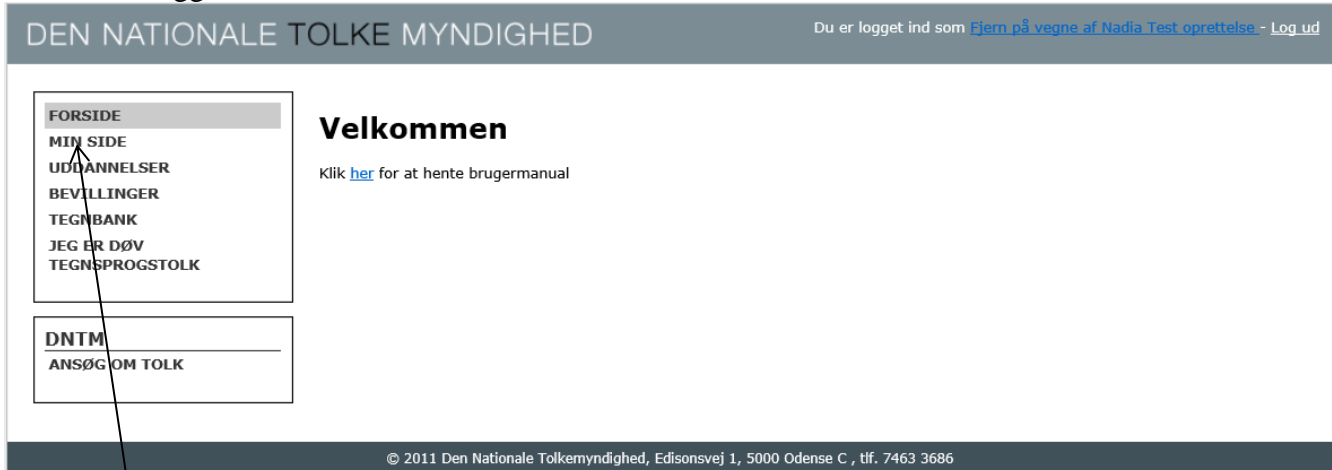 DEN NATIONALE TOLKE MYNDIGHED
Du er logget ind som Fjern på vegne af Nadia Test oprettelse - Log ud
FORSIDE
MIN SIDE
UDDANNELSER
BEVILLINGER
TEGNBANK
JEG ER DØV
TEGNSPROGSTOLK
DNTM
ANSØG OM TOLK
Velkommen
Klik her for at hente brugermanual
© 2011 Den Nationale Tolkemyndighed, Edisonsvej 1, 5000 Odense C , tlf. 7463 3686